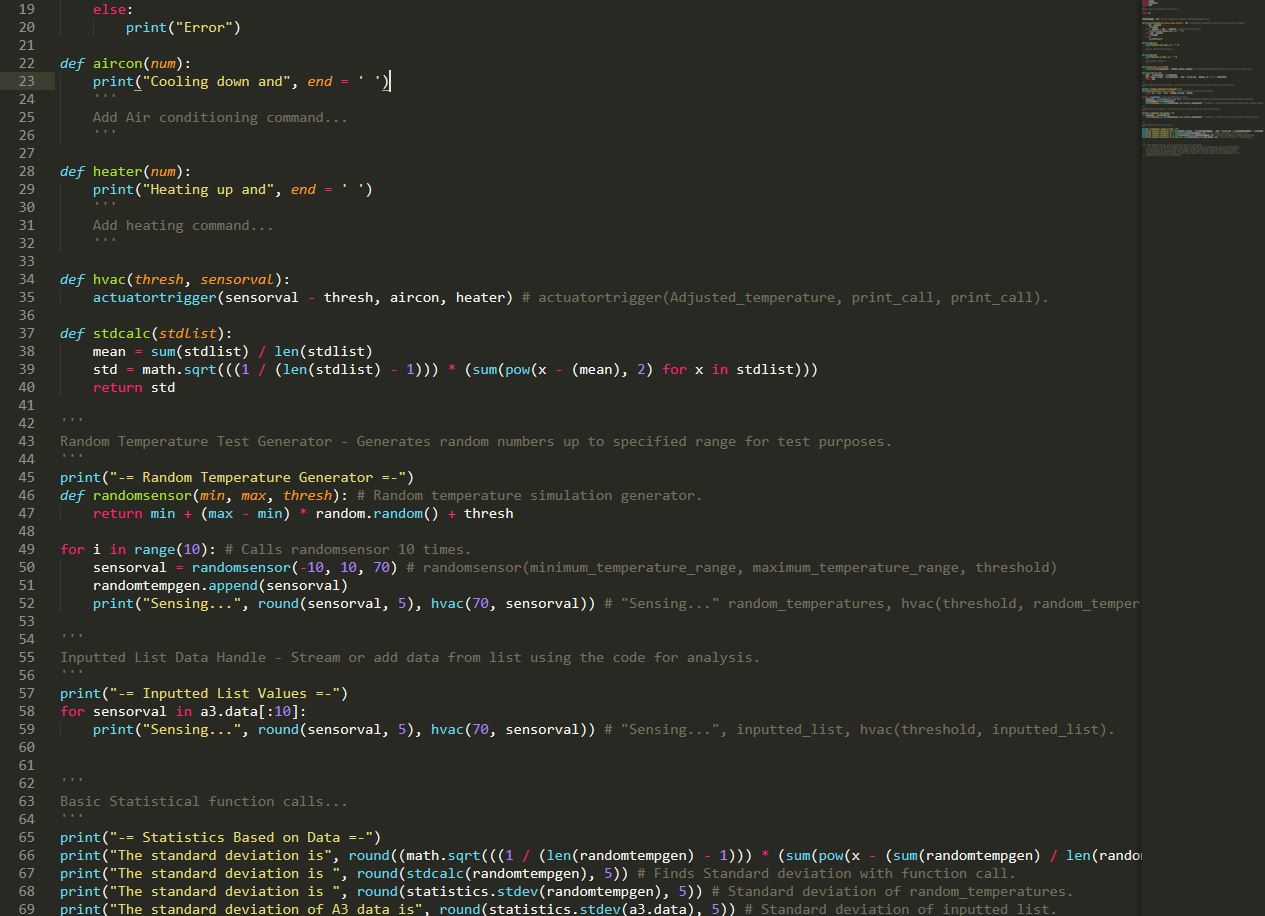 19 else:
20 print("Error")
21
22 def aircon(num):
23 print("Cooling down and", end = ' ')
24 '''
25 Add Air conditioning command...
26 '''
27
28 def heater(num):
29 print("Heating up and", end = ' ')
30 '''
31 Add heating command...
32 '''
33
34 def hvac(thresh, sensorval):
35 actuatortrigger(sensorval - thresh, aircon, heater) # actuatortrigger(Adjusted_temperature, print_call, print_call).
36
37 def stdcalc(stdlist):
38 mean = sum(stdlist) / len(stdlist)
39 std = math.sqrt(((1 / (len(stdlist) - 1))) * (sum(pow(x - (mean), 2) for x in stdlist)))
40 return std
41
42 '''
43 Random Temperature Test Generator - Generates random numbers up to specified range for test purposes.
44 '''
45 print("-= Random Temperature Generator =-")
46 def randomsensor(min, max, thresh): # Random temperature simulation generator.
47 return min + (max - min) * random.random() + thresh
48
49 for i in range(10): # Calls randomsensor 10 times.
50 sensorval = randomsensor(-10, 10, 70) # randomsensor(minimum_temperature_range, maximum_temperature_range, threshold)
51 randomtempgen.append(sensorval)
52 print("Sensing...", round(sensorval, 5), hvac(70, sensorval)) # "Sensing..." random_temperatures, hvac(threshold, random_temper
53
54 '''
55 Inputted List Data Handle - Stream or add data from list using the code for analysis.
56 '''
57 print("-= Inputted List Values =-")
58 for sensorval in a3.data[:10]:
59 print("Sensing...", round(sensorval, 5), hvac(70, sensorval)) # "Sensing...", inputted_list, hvac(threshold, inputted_list).
60
61
62 '''
63 Basic Statistical function calls...
64 '''
65 print("-= Statistics Based on Data =-")
66 print("The standard deviation is", round((math.sqrt(((1 / (len(randomtempgen) - 1))) * (sum(pow(x - (sum(randomtempgen) / len(rando
67 print("The standard deviation is ", round(stdcalc(randomtempgen), 5)) # Finds Standard deviation with function call.
68 print("The standard deviation is ", round(statistics.stdev(randomtempgen), 5)) # Standard deviation of random_temperatures.
69 print("The standard deviation of A3 data is", round(statistics.stdev(a3.data), 5)) # Standard deviation of inputted list.